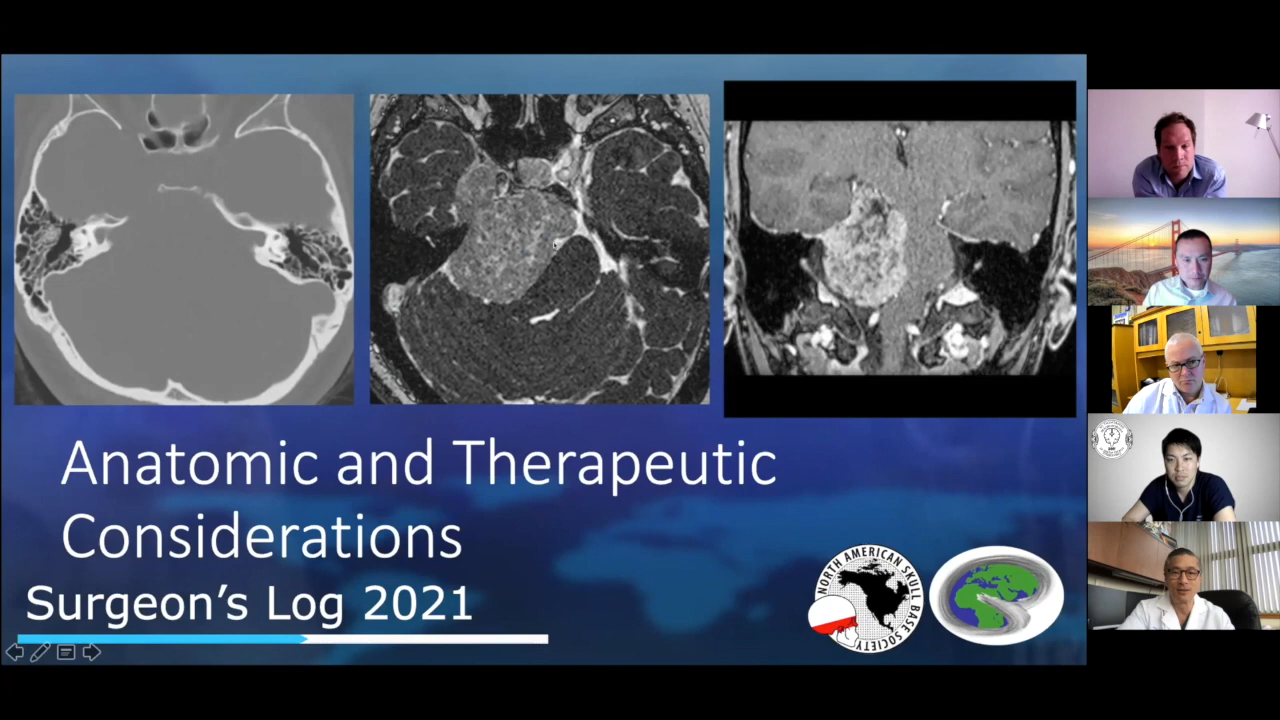 Anatomic and Therapeutic
Considerations
Surgeon's Log 2021
NORTH AMERICAN SKULL BASE SOCIETY